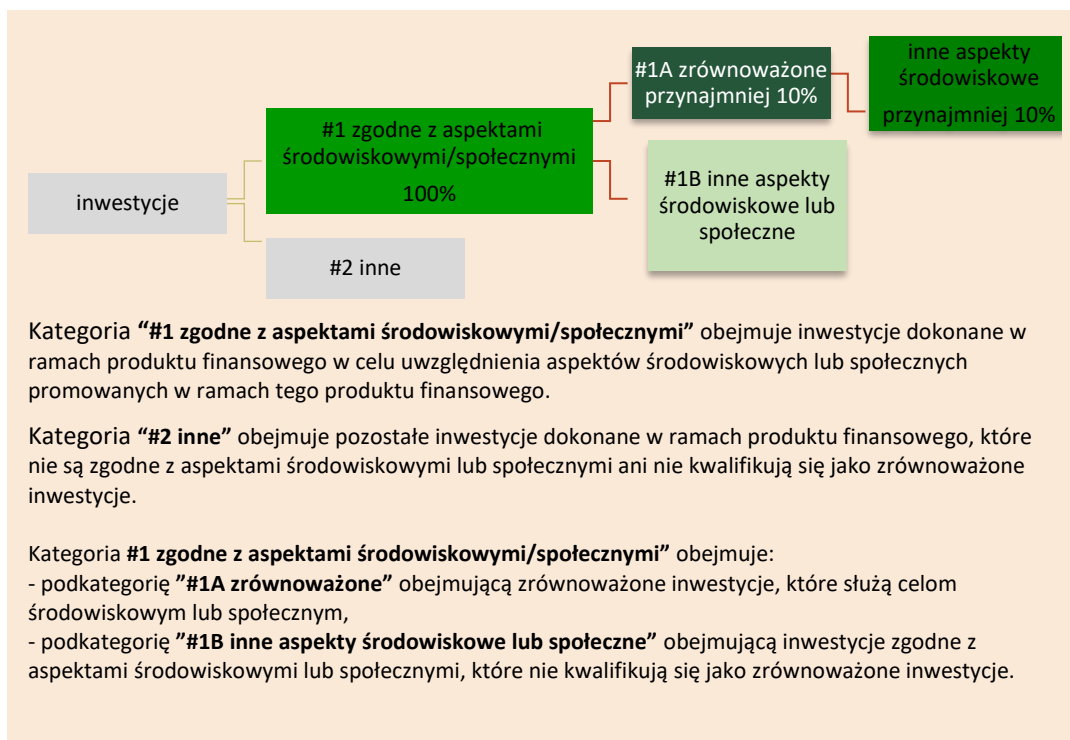 inwestycje
#1 zgodne z aspektami
środowiskowymi/społecznymi
100%
#2 inne
#1A zrównoważone
przynajmniej 10%
#1B inne aspekty
środowiskowe lub
społeczne
inne aspekty
środowiskowe
przynajmniej 10%
Kategoria “#1 zgodne z aspektami środowiskowymi/społecznymi” obejmuje inwestycje dokonane w
ramach produktu finansowego w celu uwzględnienia aspektów środowiskowych lub społecznych
promowanych w ramach tego produktu finansowego.
Kategoria “#2 inne” obejmuje pozostałe inwestycje dokonane w ramach produktu finansowego, które
nie są zgodne z aspektami środowiskowymi lub społecznymi ani nie kwalifikują się jako zrównoważone
inwestycje.
Kategoria #1 zgodne z aspektami środowiskowymi/społecznymi” obejmuje:
- podkategorię ”#1A zrównoważone” obejmującą zrównoważone inwestycje, które służą celom
środowiskowym lub społecznym,
- podkategorię ”#1B inne aspekty środowiskowe lub społeczne” obejmującą inwestycje zgodne z
aspektami środowiskowymi lub społecznymi, które nie kwalifikują się jako zrównoważone inwestycje.